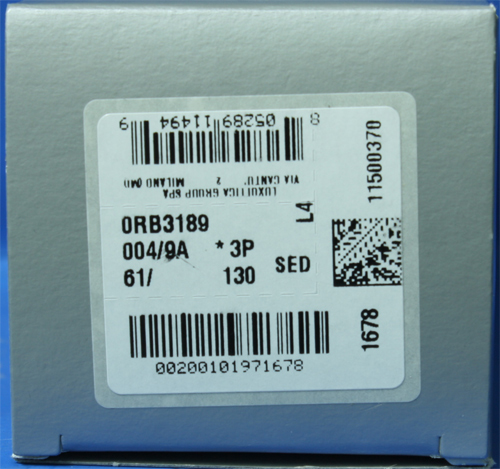 8 05289 11494 9
LUXOTTICA GROUP SPA
VIA CANTU' 2 MILANO (MI)
0RB3189 L4
004/9A * 3P
61/ 130 SED
00200101971678
11500370
1678